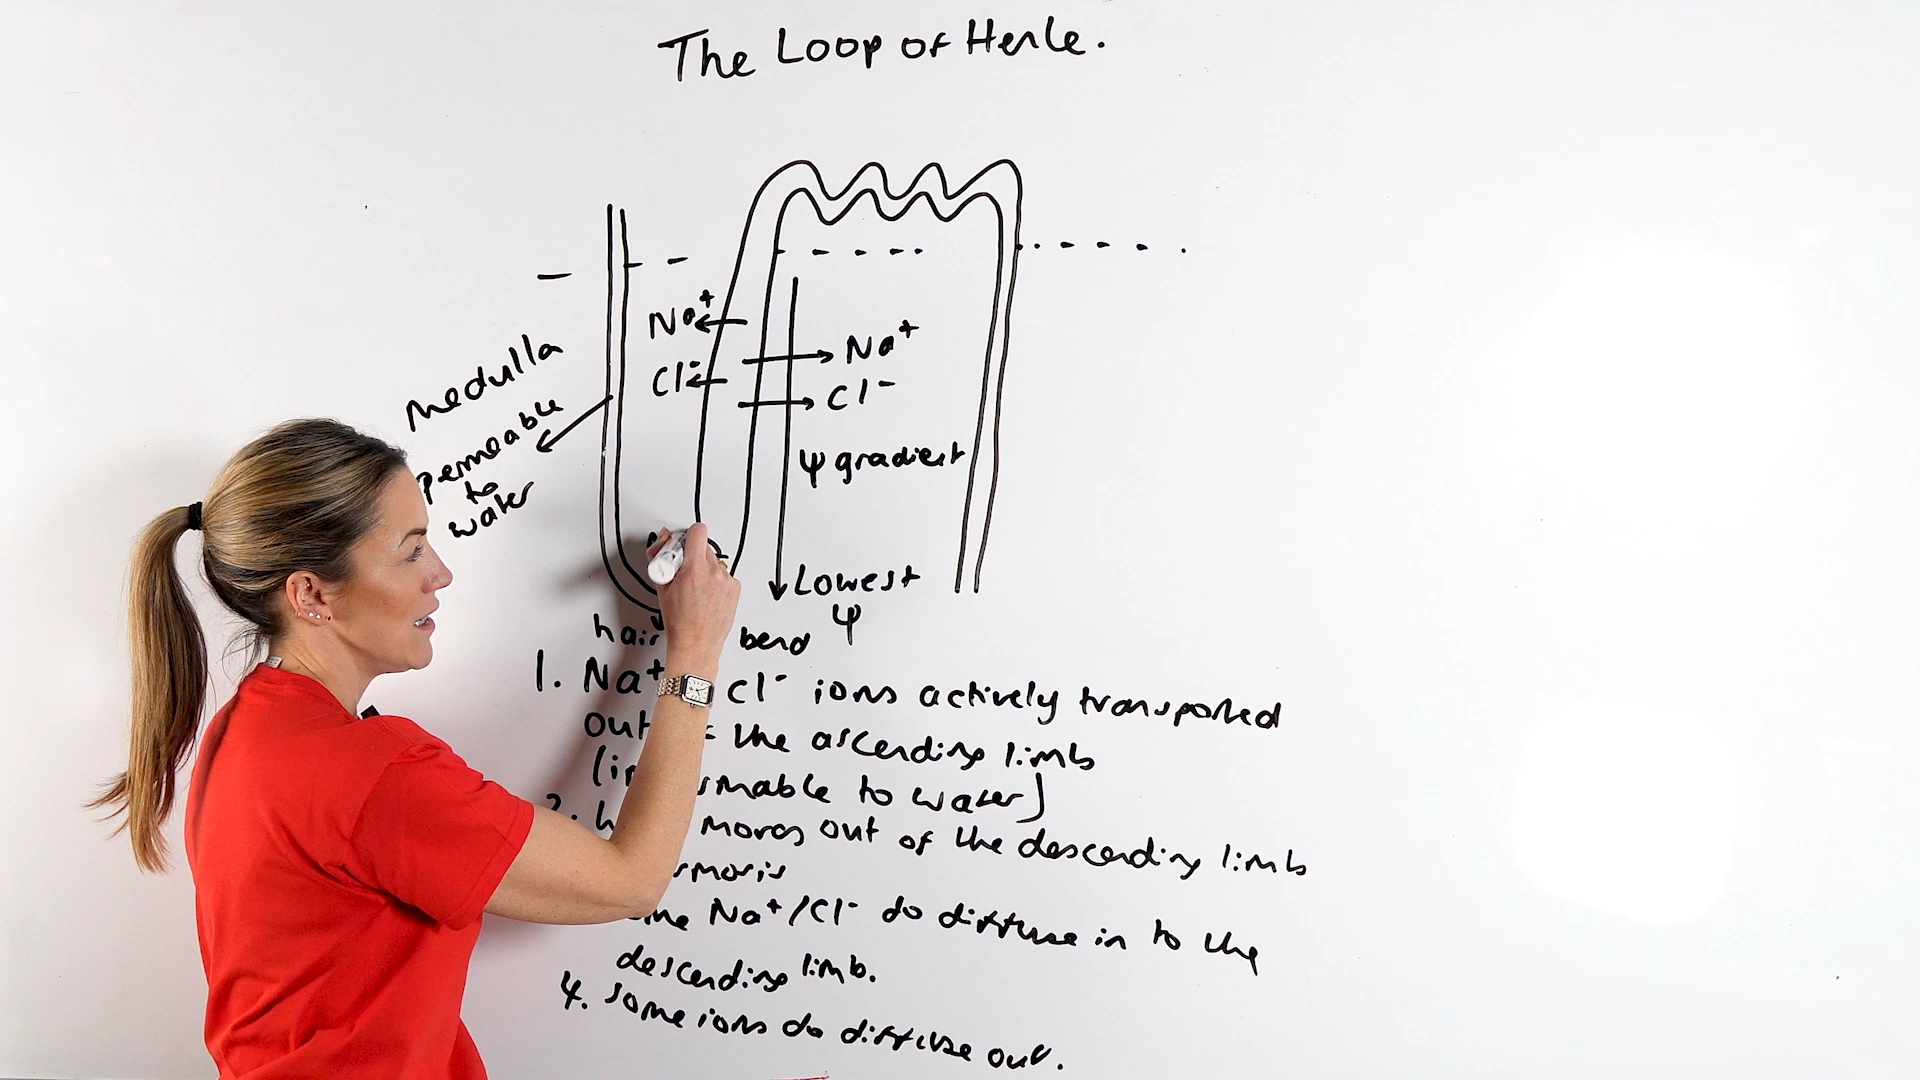 The Loop of Henle.
Na+
Cl-
Na+
Cl-
medulla
permeable
to
water
ψ gradient
Lowest
ψ
bend
1. Na+ Cl- ions actively transported
out the ascending limb
to water)
2. moves out of the descending limb
Na+/Cl- do diffuse in to the
descending limb.
4. some ions do diffuse out.